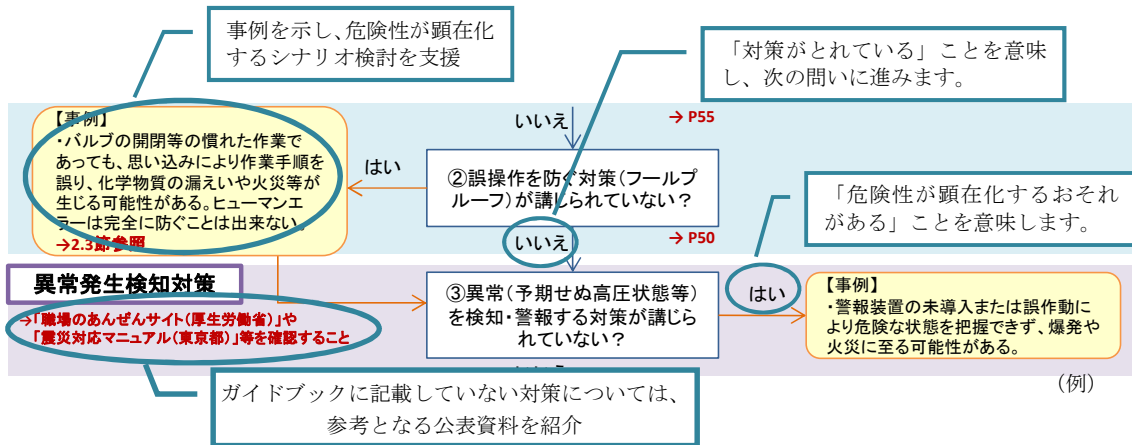 事例を示し、危険性が顕在化
するシナリオ検討を支援
「対策がとれている」ことを意味
し、次の問いに進みます。
【事例】
・バルブの開閉等の慣れた作業で
あっても、思い込みにより作業手順を
誤り、化学物質の漏えいや火災等が
生じる可能性がある。ヒューマンエ
ラーは完全に防ぐことは出来ない。
→2.3節参照
はい
いいえ
→ P55
②誤操作を防ぐ対策(フールプ
ルーフ)が講じられていない？
「危険性が顕在化するおそれ
がある」ことを意味します。
いいえ
→ P50
異常発生検知対策
→「職場のあんぜんサイト(厚生労働省)」や
「震災対応マニュアル(東京都)」等を確認すること
③異常(予期せぬ高圧状態等)
を検知・警報する対策が講じら
れていない？
はい
【事例】
・警報装置の未導入または誤作動に
より危険な状態を把握できず、爆発や
火災に至る可能性がある。
ガイドブックに記載していない対策については、
参考となる公表資料を紹介
（例）